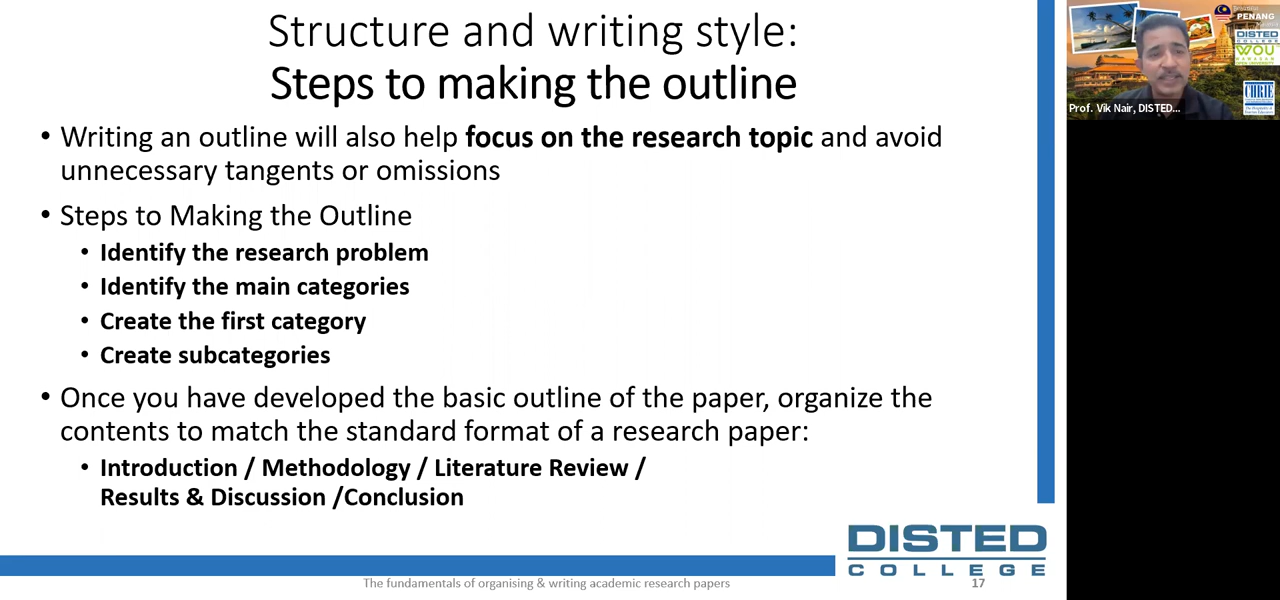 Structure and writing style:
Steps to making the outline
• Writing an outline will also help focus on the research topic and avoid
unnecessary tangents or omissions
• Steps to Making the Outline
• Identify the research problem
• Identify the main categories
• Create the first category
• Create subcategories
• Once you have developed the basic outline of the paper, organize the
contents to match the standard format of a research paper:
• Introduction / Methodology / Literature Review /
Results & Discussion /Conclusion
DISTED
COLLEGE
The fundamentals of organising & writing academic research papers
17
PENANG
DISTED
COLLEGE
WOU
CHRIE
Prof. Vik Nair, DISTED...